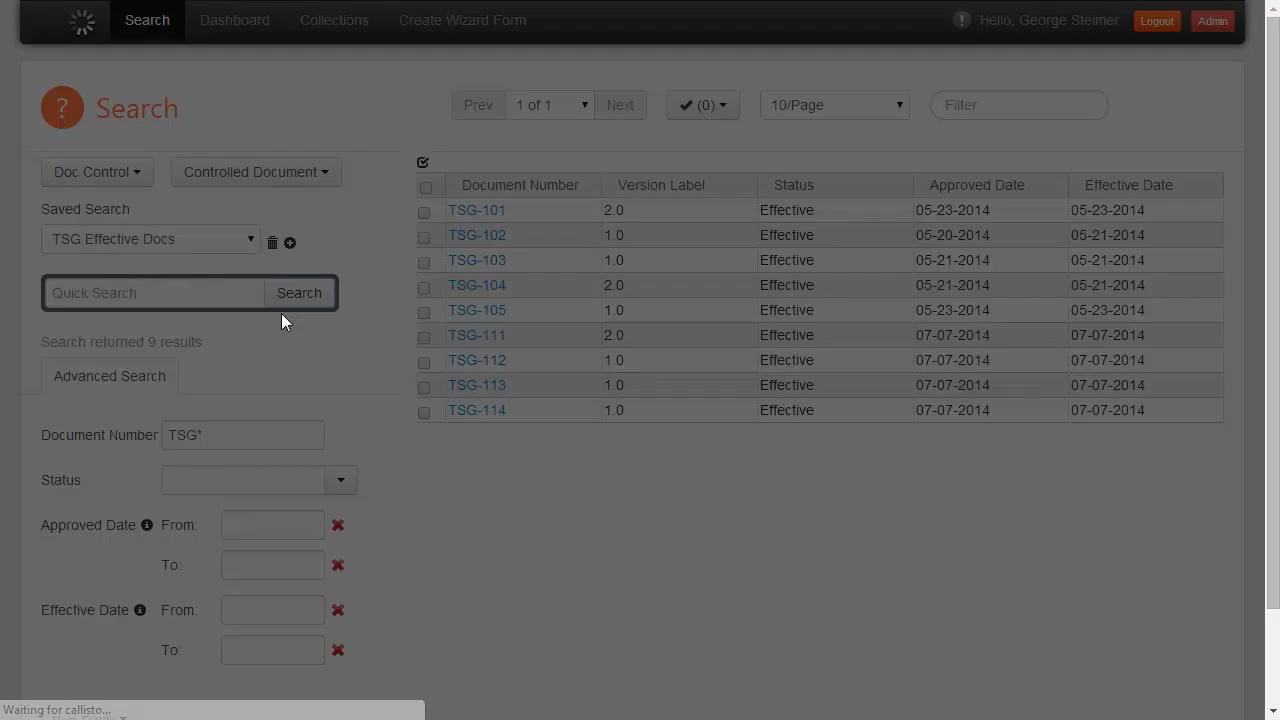 Search Dashboard Collections Create Wizard Form ! Hello, George Steimer Logout Admin
? Search
Prev 1 of 1 Next (0) 10/Page Filter
Doc Control Controlled Document
Saved Search
TSG Effective Docs
Quick Search Search
Search returned 9 results
Advanced Search
Document Number TSG*
Status
Approved Date From:
To:
Effective Date From:
To:
Document Number Version Label Status Approved Date Effective Date
TSG-101 2.0 Effective 05-23-2014 05-23-2014
TSG-102 1.0 Effective 05-20-2014 05-21-2014
TSG-103 1.0 Effective 05-21-2014 05-21-2014
TSG-104 2.0 Effective 05-21-2014 05-21-2014
TSG-105 1.0 Effective 05-23-2014 05-23-2014
TSG-111 2.0 Effective 07-07-2014 07-07-2014
TSG-112 1.0 Effective 07-07-2014 07-07-2014
TSG-113 1.0 Effective 07-07-2014 07-07-2014
TSG-114 1.0 Effective 07-07-2014 07-07-2014
Waiting for callisto...